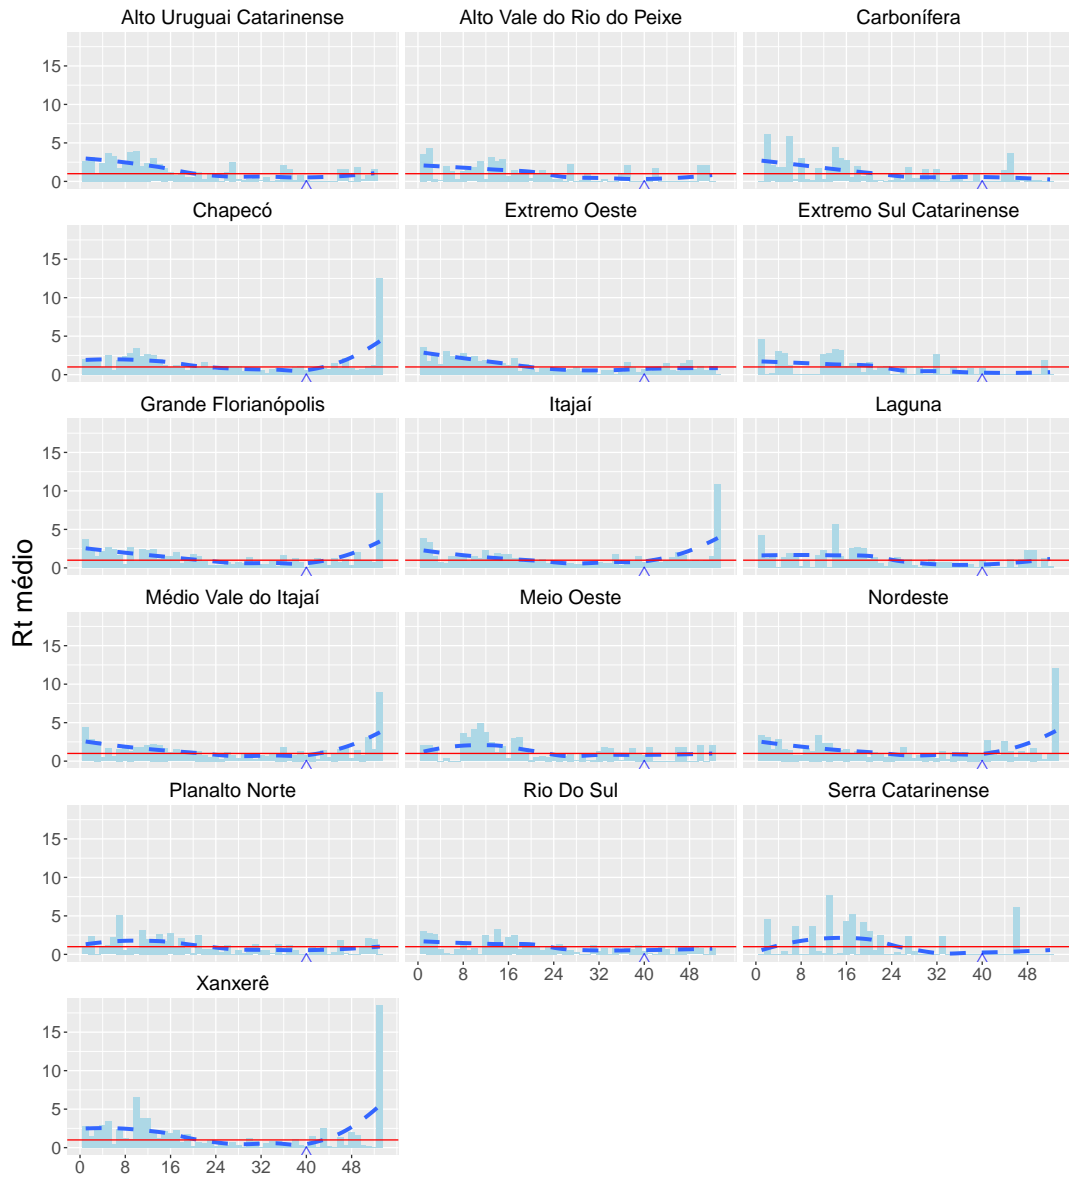 Alto Uruguai Catarinense Alto Vale do Rio do Peixe Carbonífera
15
10
5
0
Chapecó Extremo Oeste Extremo Sul Catarinense
15
10
5
0
Grande Florianópolis Itajaí Laguna
15
10
5
0
Rt médio
Médio Vale do Itajaí Meio Oeste Nordeste
15
10
5
0
Planalto Norte Rio Do Sul Serra Catarinense
15
10
5
0
0 8 16 24 32 40 48 0 8 16 24 32 40 48
Xanxerê
15
10
5
0
0 8 16 24 32 40 48